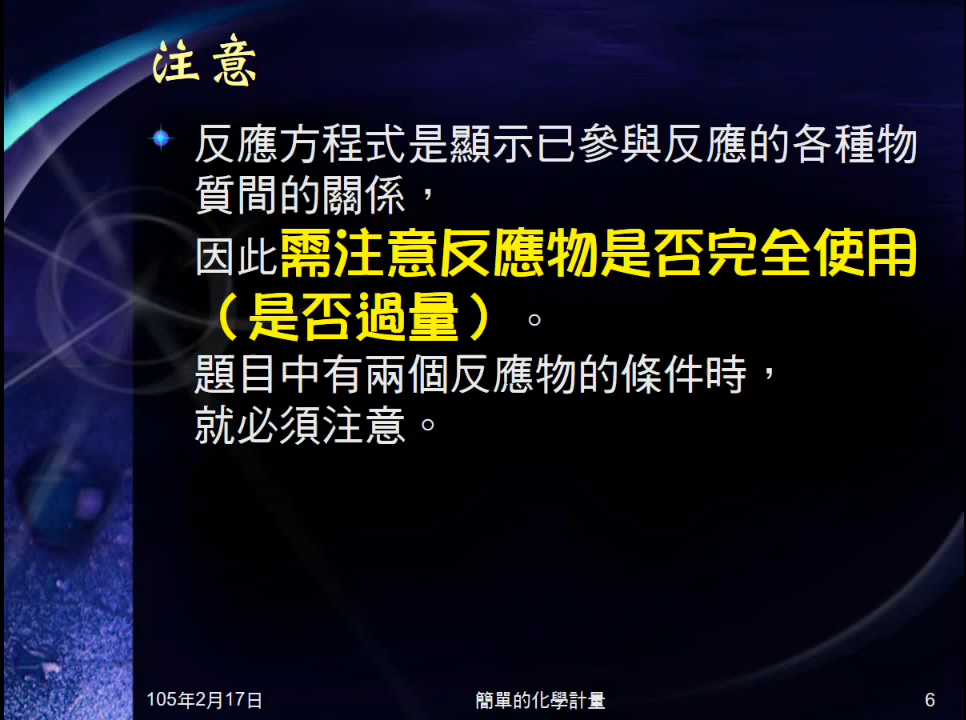 注意
反應方程式是顯示已參與反應的各種物
質間的關係，
因此需注意反應物是否完全使用
（是否過量）。
題目中有兩個反應物的條件時，
就必須注意。
105年2月17日
簡單的化學計量
6